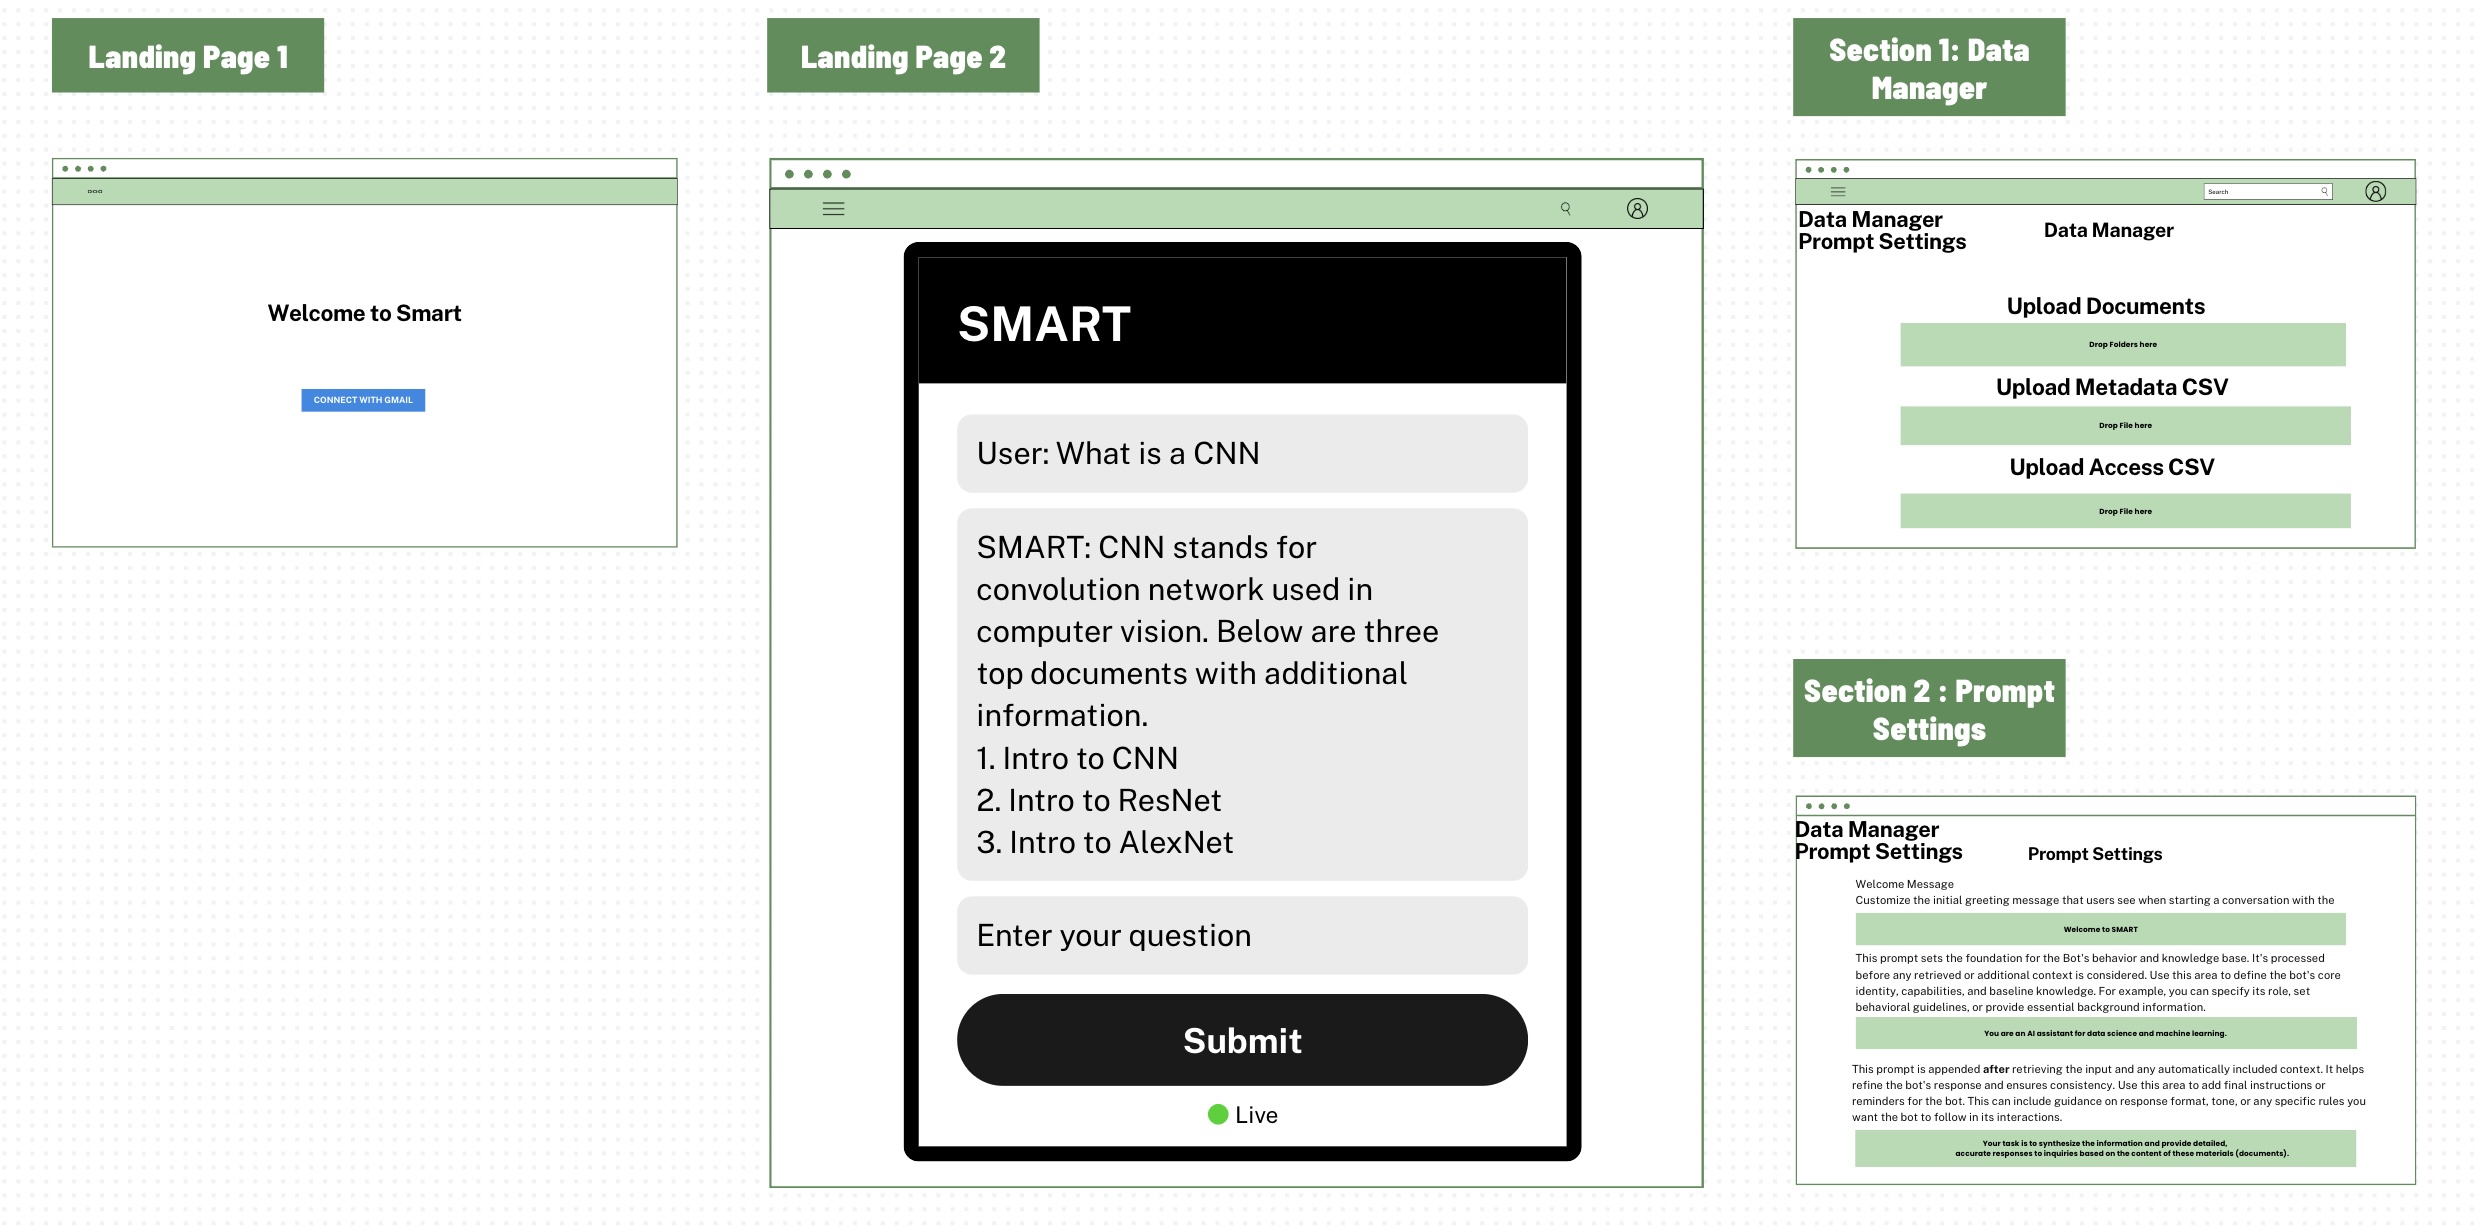 Landing Page 1
Welcome to Smart
CONNECT WITH GMAIL
Landing Page 2
SMART
User: What is a CNN
SMART: CNN stands for
convolution network used in
computer vision. Below are three
top documents with additional
information.
1. Intro to CNN
2. Intro to ResNet
3. Intro to AlexNet
Enter your question
Submit
Live
Section 1: Data
Manager
Search
Data Manager
Prompt Settings
Data Manager
Upload Documents
Drop Folders here
Upload Metadata CSV
Drop File here
Upload Access CSV
Drop File here
Section 2 : Prompt
Settings
Data Manager
Prompt Settings
Prompt Settings
Welcome Message
Customize the initial greeting message that users see when starting a conversation with the
Welcome to SMART
This prompt sets the foundation for the Bot's behavior and knowledge base. It's processed
before any retrieved or additional context is considered. Use this area to define the bot's core
identity, capabilities, and baseline knowledge. For example, you can specify its role, set
behavioral guidelines, or provide essential background information.
You are an AI assistant for data science and machine learning.
This prompt is appended after retrieving the input and any automatically included context. It helps
refine the bot's response and ensures consistency. Use this area to add final instructions or
reminders for the bot. This can include guidance on response format, tone, or any specific rules you
want the bot to follow in its interactions.
Your task is to synthesize the information and provide detailed,
accurate responses to inquiries based on the content of these materials (documents).